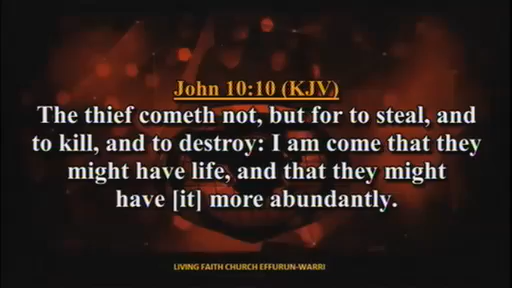 John 10:10 (KJV)
The thief cometh not, but for to steal, and
to kill, and to destroy: I am come that they
might have life, and that they might
have [it] more abundantly.
LIVING FAITH CHURCH EFFURUN-WARRI